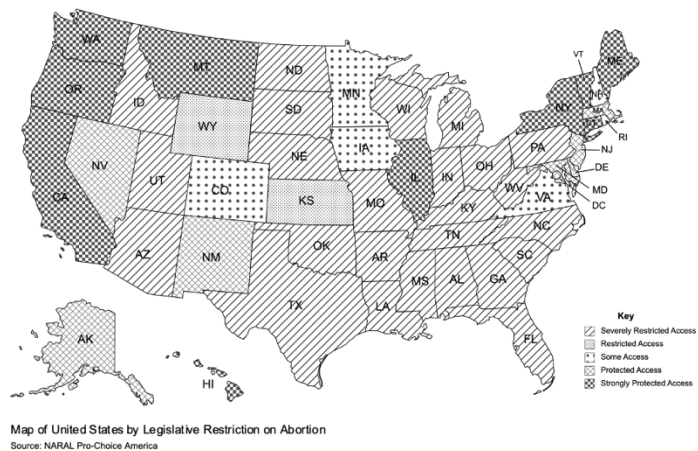 WA
MT
ND
MN
VT
ME
OR
ID
SD
WI
MI
NY
MA
RI
WY
IA
PA
NJ
NV
NE
IL
IN
OH
DE
UT
CO
KS
MO
WV
VA
MD
DC
CA
KY
AZ
NM
OK
AR
TN
NC
SC
MS
AL
GA
TX
LA
FL
AK
HI
Key
Severely Restricted Access
Restricted Access
Some Access
Protected Access
Strongly Protected Access
Map of United States by Legislative Restriction on Abortion
Source: NARAL Pro-Choice America